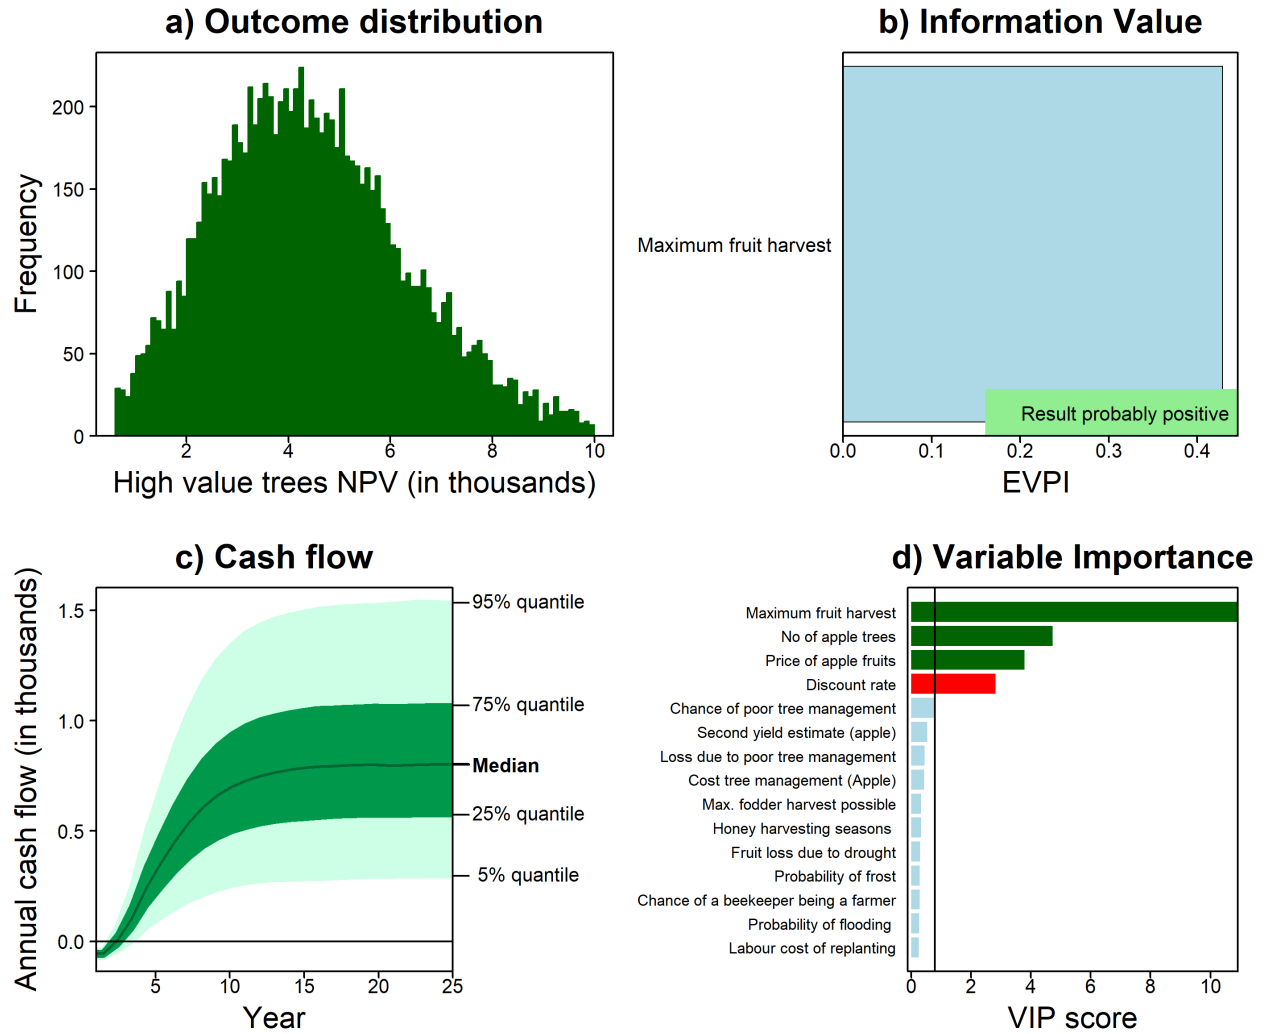 a) Outcome distribution
Frequency
200
150
100
50
0
2 4 6 8 10
High value trees NPV (in thousands)
b) Information Value
Maximum fruit harvest
Result probably positive
0.0 0.1 0.2 0.3 0.4
EVPI
c) Cash flow
Annual cash flow (in thousands)
1.5
1.0
0.5
0.0
95% quantile
75% quantile
Median
25% quantile
5% quantile
5 10 15 20 25
Year
d) Variable Importance
Maximum fruit harvest
No of apple trees
Price of apple fruits
Discount rate
Chance of poor tree management
Second yield estimate (apple)
Loss due to poor tree management
Cost tree management (Apple)
Max. fodder harvest possible
Honey harvesting seasons
Fruit loss due to drought
Probability of frost
Chance of a beekeeper being a farmer
Probability of flooding
Labour cost of replanting
0 2 4 6 8 10
VIP score